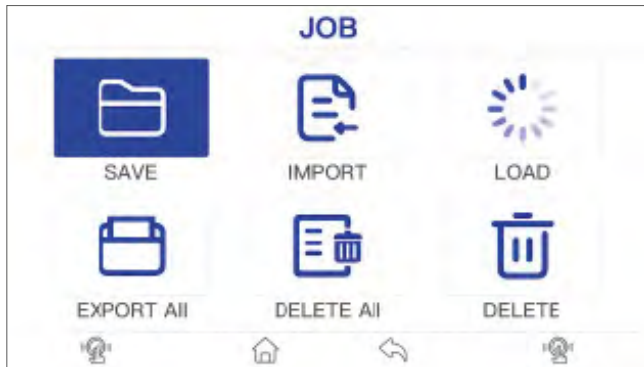 JOB
SAVE IMPORT LOAD
EXPORT All DELETE All DELETE